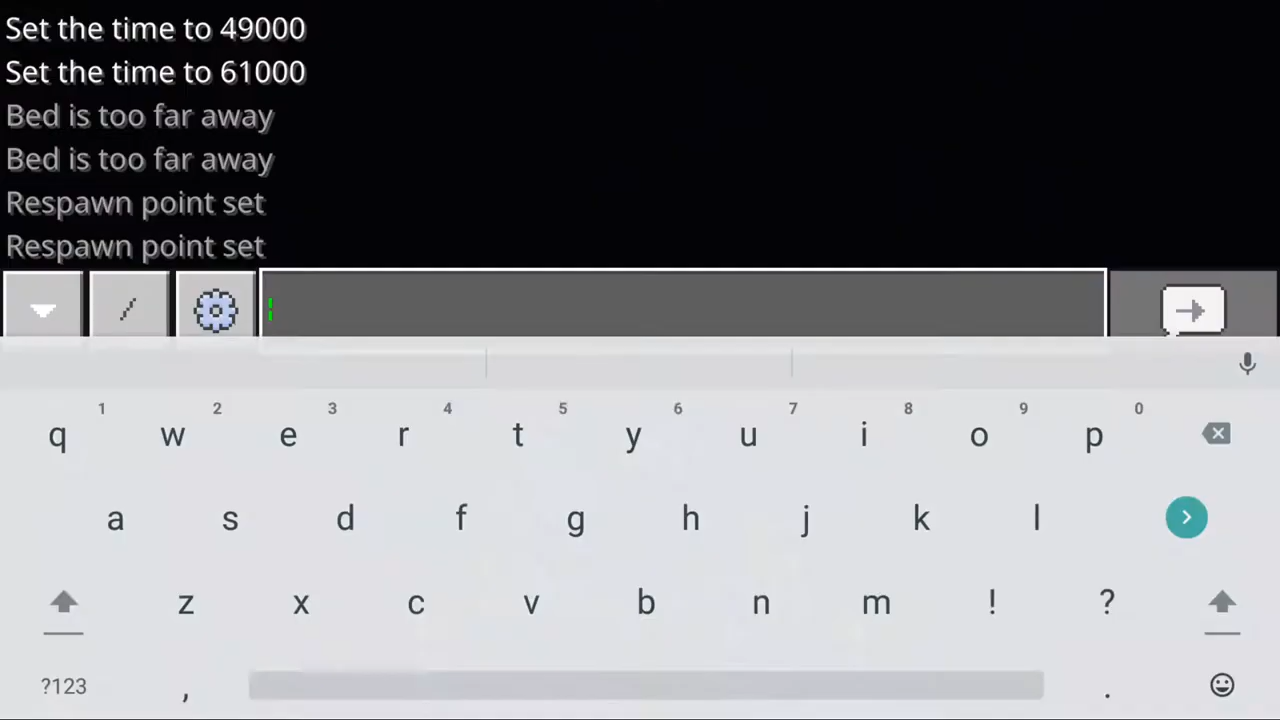 Set the time to 49000
Set the time to 61000
Bed is too far away
Bed is too far away
Respawn point set
Respawn point set
/
1 2 3 4 5 6 7 8 9 0
q w e r t y u i o p
a s d f g h j k l
z x c v b n m ! ?
?123 , .